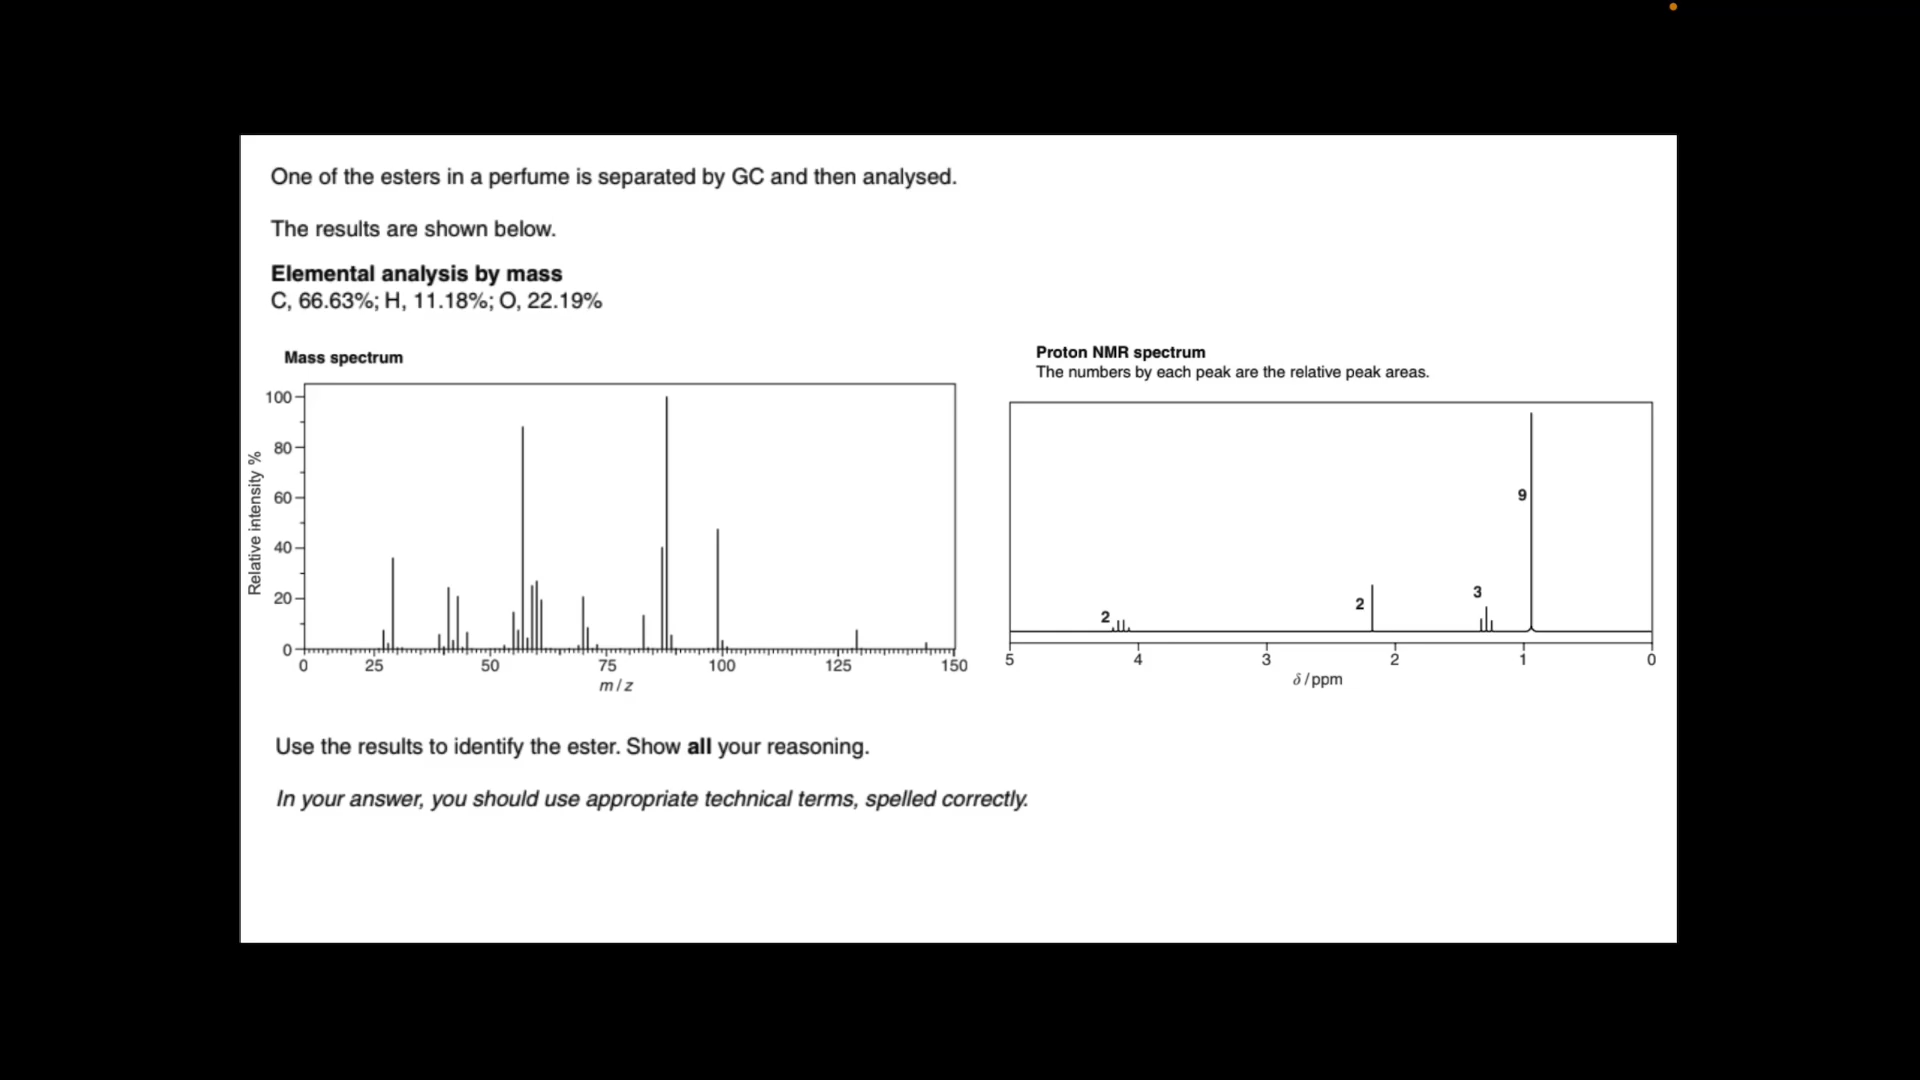 One of the esters in a perfume is separated by GC and then analysed.
The results are shown below.
Elemental analysis by mass
C, 66.63%; H, 11.18%; O, 22.19%
Mass spectrum
100
80
60
40
20
0
Relative intensity %
0 25 50 75 100 125 150
m / z
Proton NMR spectrum
The numbers by each peak are the relative peak areas.
9
3
2
2
5 4 3 2 1 0
δ / ppm
Use the results to identify the ester. Show all your reasoning.
In your answer, you should use appropriate technical terms, spelled correctly.